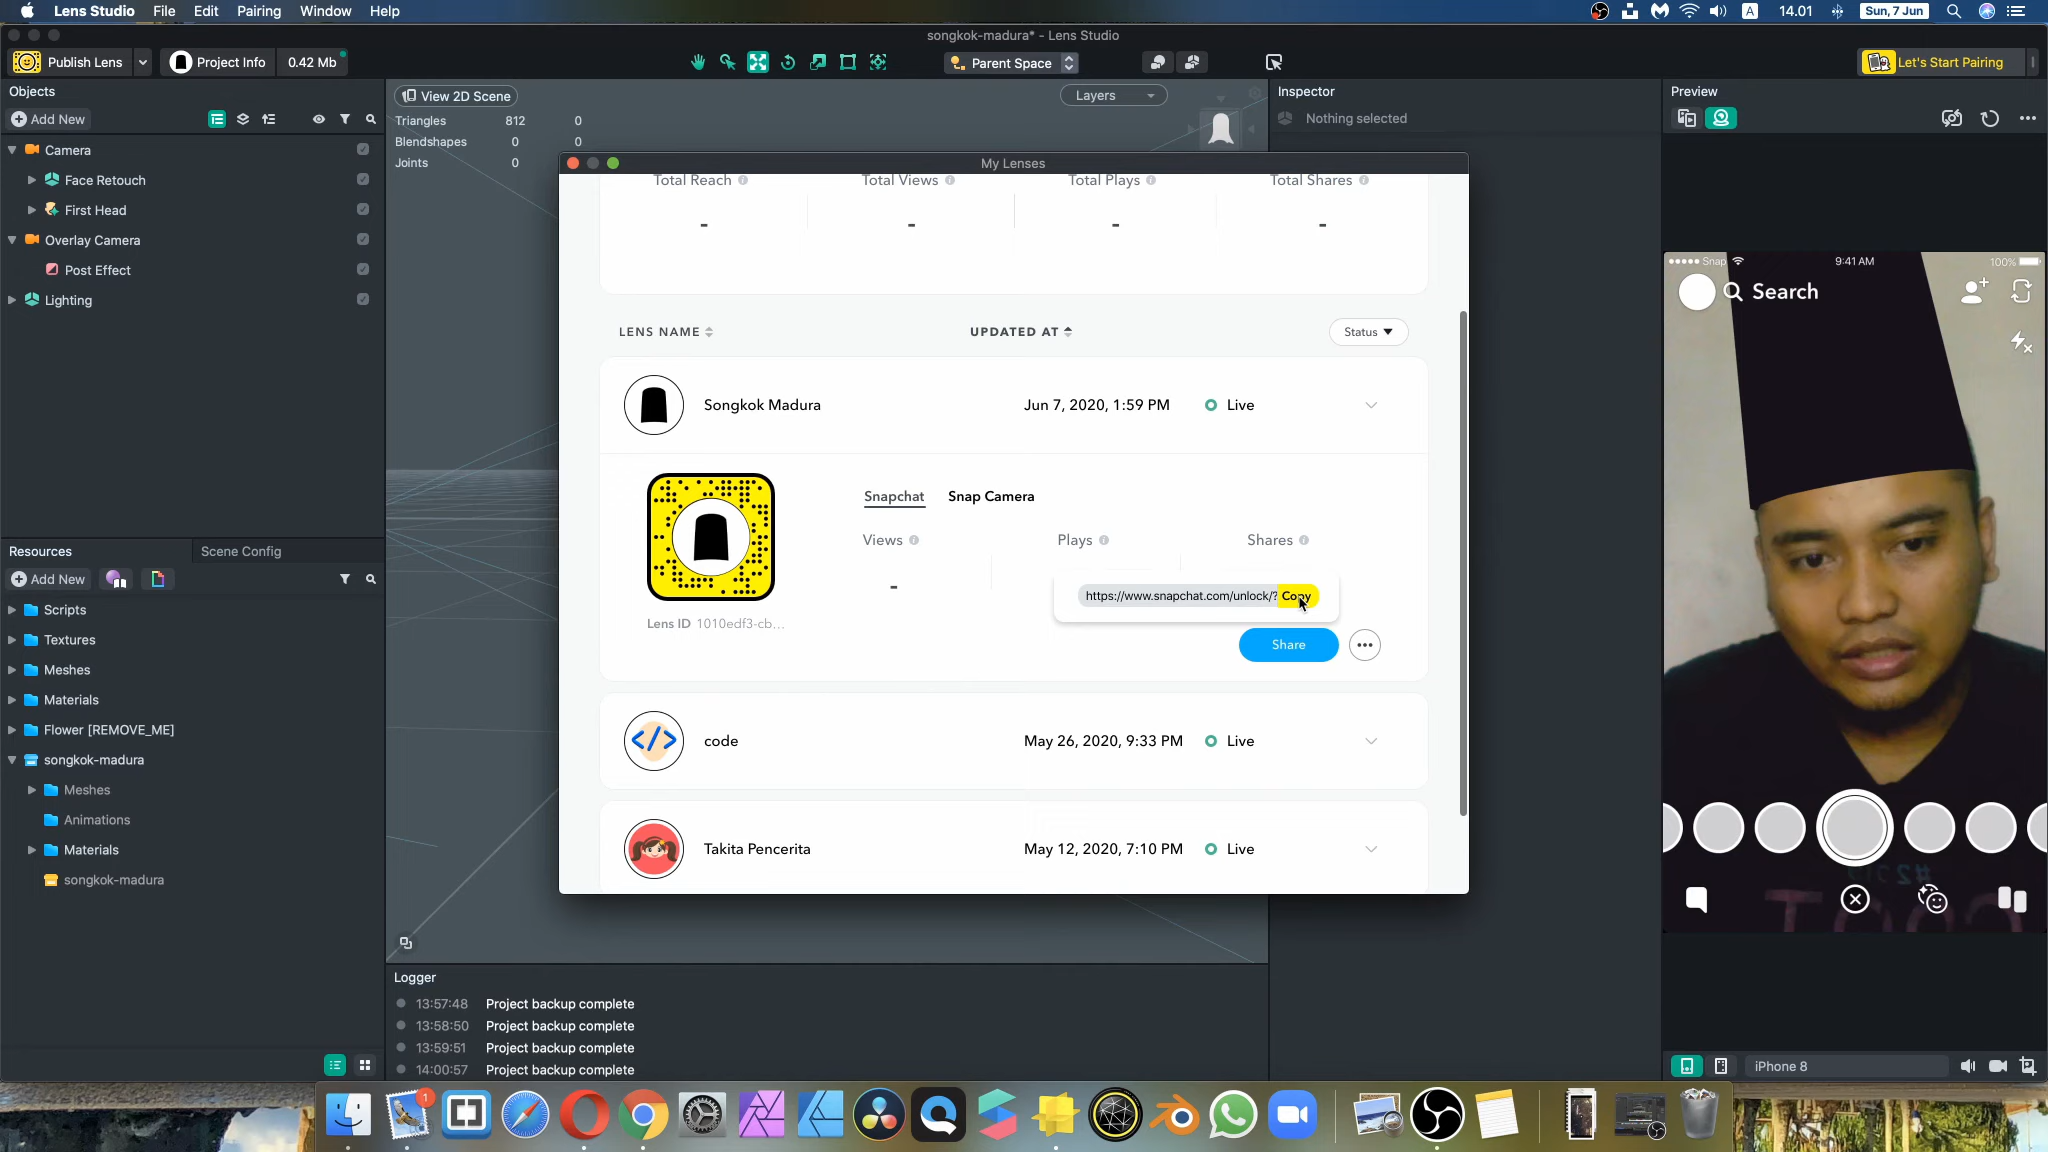 Lens Studio File Edit Pairing Window Help
A 14.01 Sun, 7 Jun
songkok-madura* - Lens Studio
Publish Lens Project Info 0.42 Mb Parent Space Let's Start Pairing
Objects
Add New
Camera
Face Retouch
First Head
Overlay Camera
Post Effect
Lighting
View 2D Scene Layers
Triangles 812 0
Blendshapes 0 0
Joints 0
Inspector
Nothing selected
Preview
My Lenses
Total Reach Total Views Total Plays Total Shares
- - - -
LENS NAME UPDATED AT Status
Songkok Madura Jun 7, 2020, 1:59 PM Live
Snapchat Snap Camera
Views Plays Shares
-
https://www.snapchat.com/unlock/? Copy
Lens ID 1010edf3-cb...
Share
code May 26, 2020, 9:33 PM Live
Takita Pencerita May 12, 2020, 7:10 PM Live
Snap 9:41 AM 100%
Search
Resources Scene Config
Add New
Scripts
Textures
Meshes
Materials
Flower [REMOVE_ME]
songkok-madura
Meshes
Animations
Materials
songkok-madura
Logger
13:57:48 Project backup complete
13:58:50 Project backup complete
13:59:51 Project backup complete
14:00:57 Project backup complete
iPhone 8
1